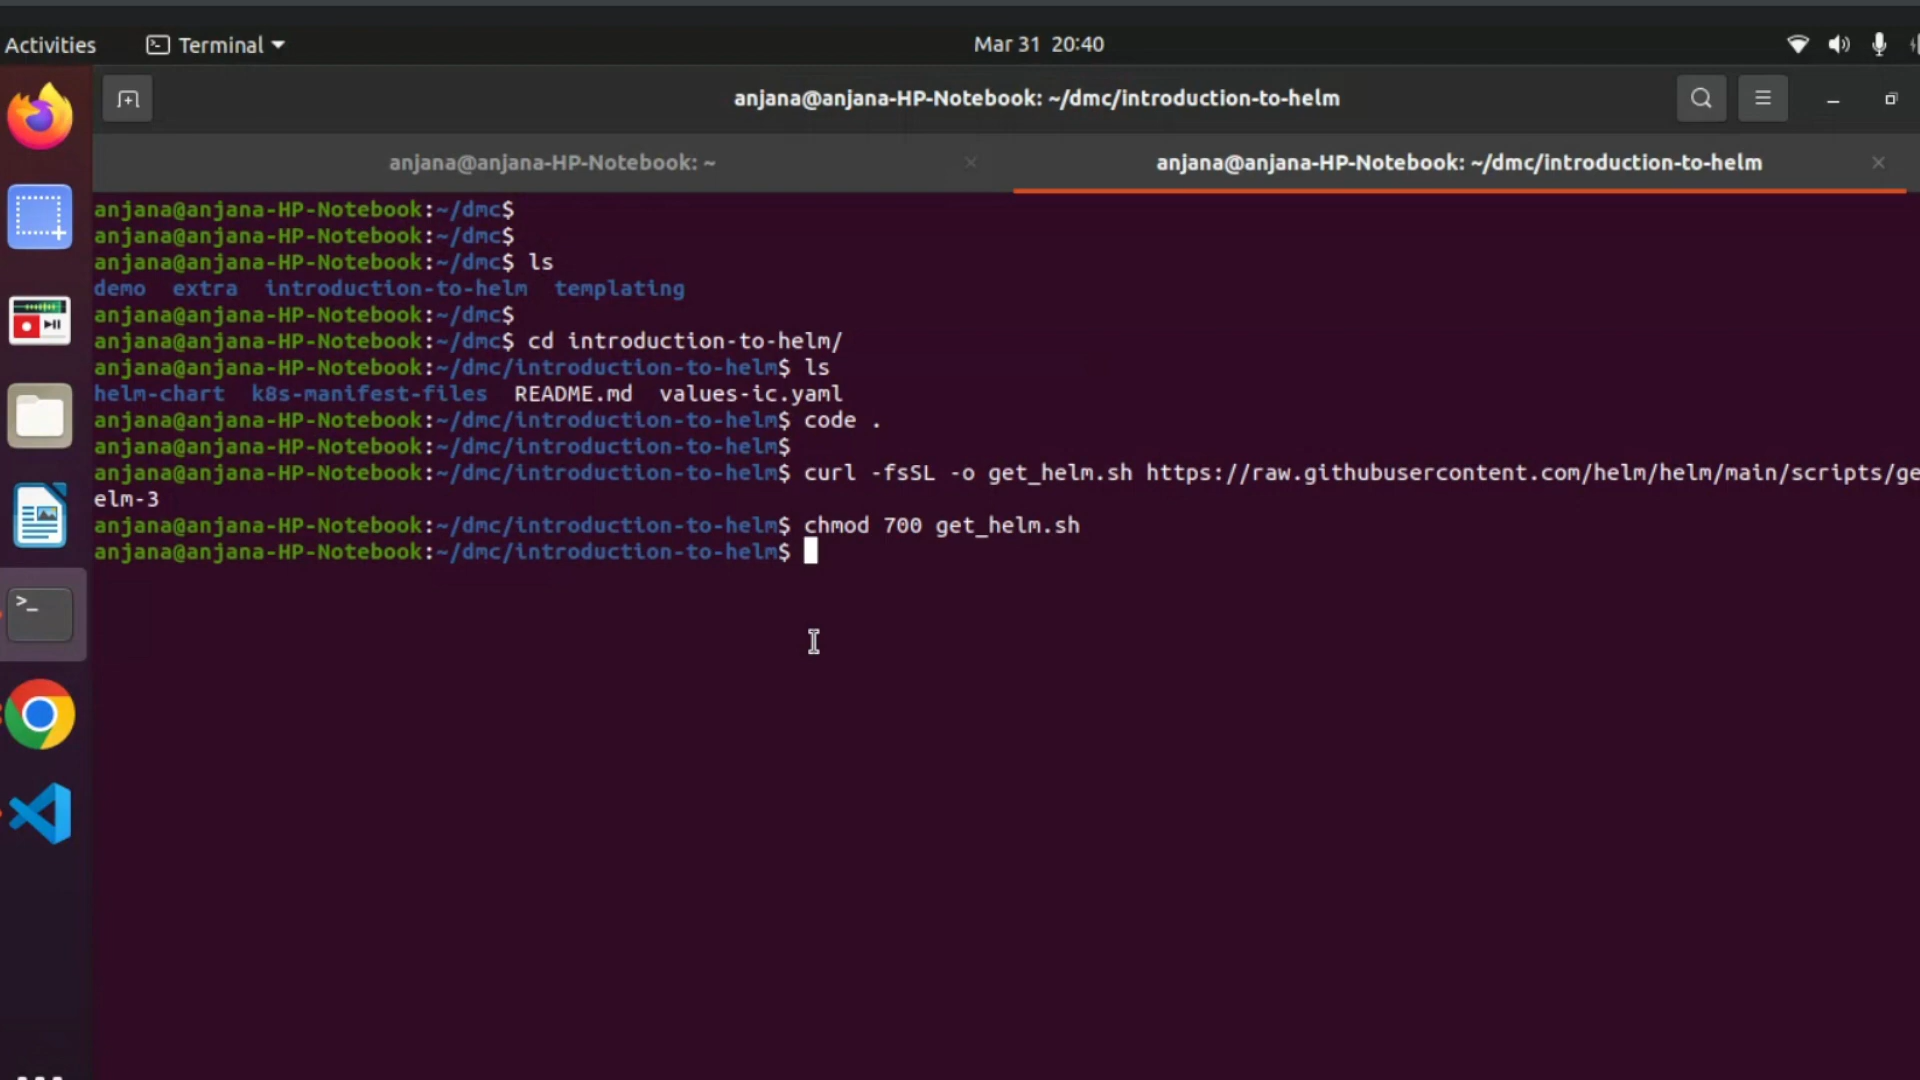 Activities Terminal Mar 31 20:40
anjana@anjana-HP-Notebook: ~/dmc/introduction-to-helm
anjana@anjana-HP-Notebook: ~ anjana@anjana-HP-Notebook: ~/dmc/introduction-to-helm
anjana@anjana-HP-Notebook:~/dmc$
anjana@anjana-HP-Notebook:~/dmc$
anjana@anjana-HP-Notebook:~/dmc$ ls
demo extra introduction-to-helm templating
anjana@anjana-HP-Notebook:~/dmc$
anjana@anjana-HP-Notebook:~/dmc$ cd introduction-to-helm/
anjana@anjana-HP-Notebook:~/dmc/introduction-to-helm$ ls
helm-chart k8s-manifest-files README.md values-ic.yaml
anjana@anjana-HP-Notebook:~/dmc/introduction-to-helm$ code .
anjana@anjana-HP-Notebook:~/dmc/introduction-to-helm$
anjana@anjana-HP-Notebook:~/dmc/introduction-to-helm$ curl -fsSL -o get_helm.sh https://raw.githubusercontent.com/helm/helm/main/scripts/ge
elm-3
anjana@anjana-HP-Notebook:~/dmc/introduction-to-helm$ chmod 700 get_helm.sh
anjana@anjana-HP-Notebook:~/dmc/introduction-to-helm$